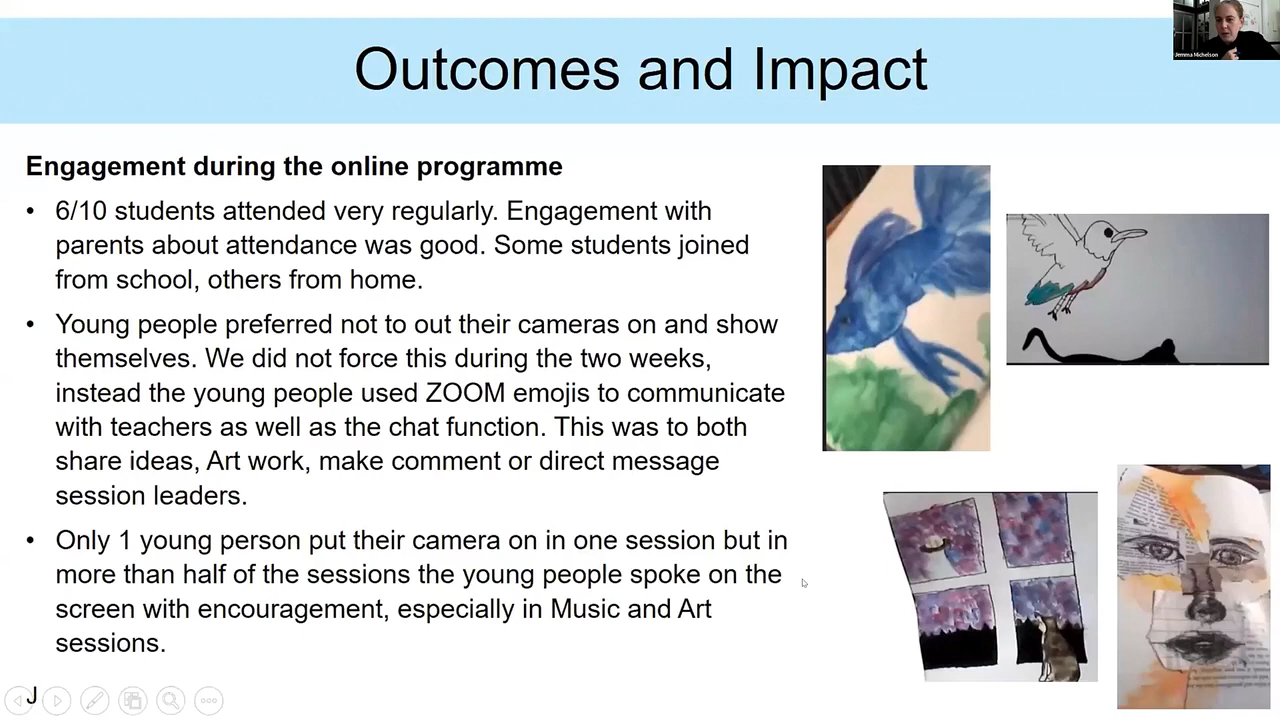 Outcomes and Impact
Jemma Michelson
Engagement during the online programme
• 6/10 students attended very regularly. Engagement with
parents about attendance was good. Some students joined
from school, others from home.
• Young people preferred not to out their cameras on and show
themselves. We did not force this during the two weeks,
instead the young people used ZOOM emojis to communicate
with teachers as well as the chat function. This was to both
share ideas, Art work, make comment or direct message
session leaders.
• Only 1 young person put their camera on in one session but in
more than half of the sessions the young people spoke on the
screen with encouragement, especially in Music and Art
sessions.
J